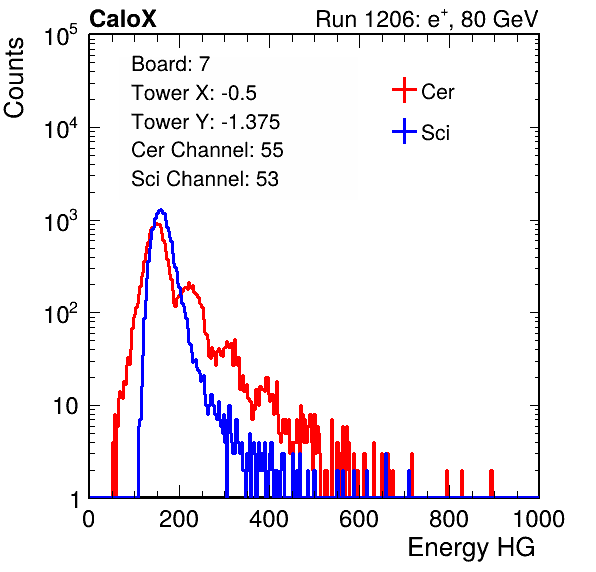 CaloX Run 1206: e⁺, 80 GeV
Counts
Board: 7
Tower X: -0.5
Tower Y: -1.375
Cer Channel: 55
Sci Channel: 53
Cer
Sci
10⁵
10⁴
10³
10²
10
1
0 200 400 600 800 1000
Energy HG